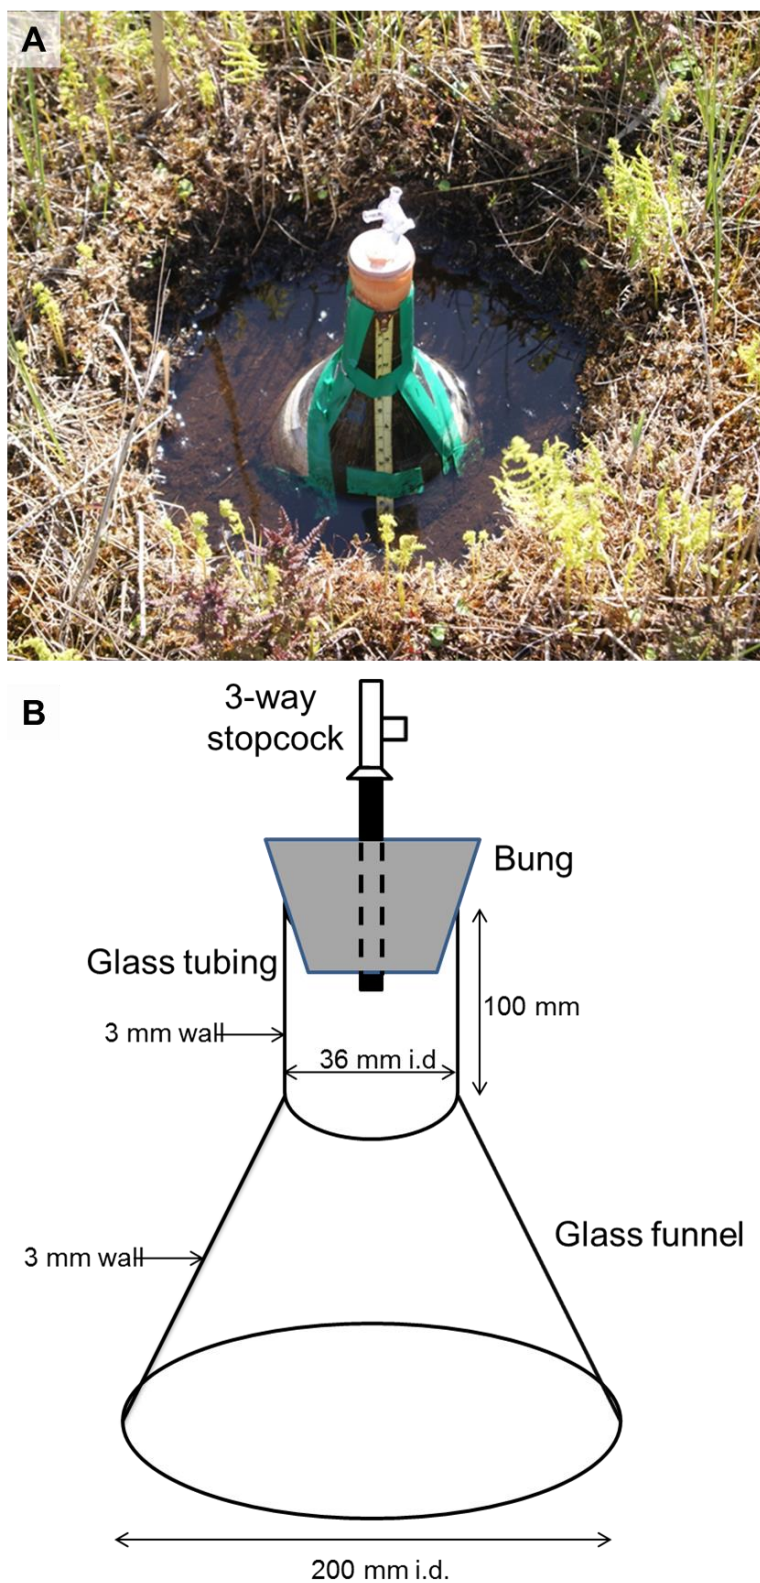 A
B
3-way
stopcock
Bung
Glass tubing
100 mm
3 mm wall
36 mm i.d
Glass funnel
3 mm wall
200 mm i.d.